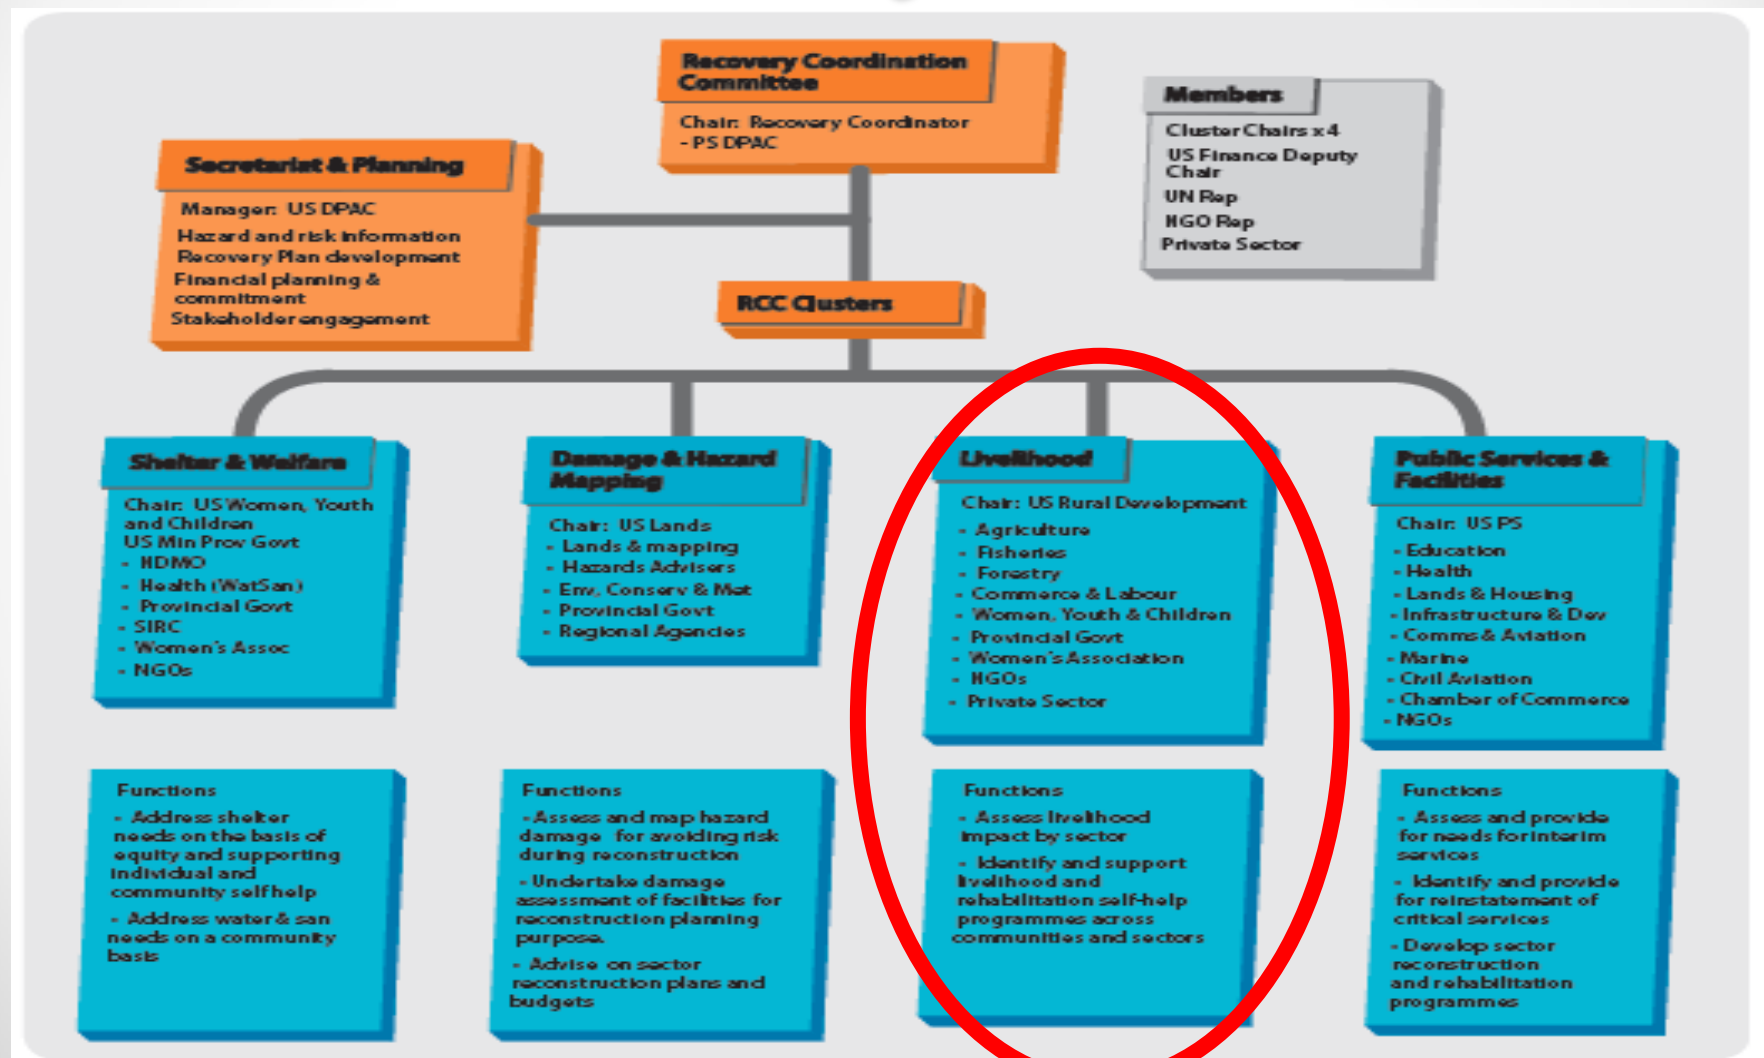 Recovery Coordination
Committee
Chair: Recovery Coordinator
- PS DPAC
Members
Cluster Chairs x 4
US Finance Deputy
Chair
UN Rep
NGO Rep
Private Sector
Secretariat & Planning
Manager: US DPAC
Hazard and risk information
Recovery Plan development
Financial planning &
commitment
Stakeholder engagement
RCC Clusters
Shelter & Welfare
Chair: US Women, Youth
and Children
US Min Prov Govt
- NDMO
- Health (WatSan)
- Provincial Govt
- SIRC
- Women's Assoc
- NGOs
Damage & Hazard
Mapping
Chair: US Lands
- Lands & mapping
- Hazards Advisers
- Env, Conserv & Met
- Provincial Govt
- Regional Agencies
Livelihood
Chair: US Rural Development
- Agriculture
- Fisheries
- Forestry
- Commerce & Labour
- Women, Youth & Children
- Provincial Govt
- Women's Association
- NGOs
- Private Sector
Public Services &
Facilities
Chair: US PS
- Education
- Health
- Lands & Housing
- Infrastructure & Dev
- Comms & Aviation
- Marine
- Civil Aviation
- Chamber of Commerce
- NGOs
Functions
- Address shelter
needs on the basis of
equity and supporting
individual and
community self help
- Address water & san
needs on a community
basis
Functions
- Assess and map hazard
damage for avoiding risk
during reconstruction
- Undertake damage
assessment of facilities for
reconstruction planning
purpose.
- Advise on sector
reconstruction plans and
budgets
Functions
- Assess livelihood
impact by sector
- Identify and support
livelihood and
rehabilitation self-help
programmes across
communities and sectors
Functions
- Assess and provide
for needs for interim
services
- Identify and provide
for reinstatement of
critical services
- Develop sector
reconstruction
and rehabilitation
programmes